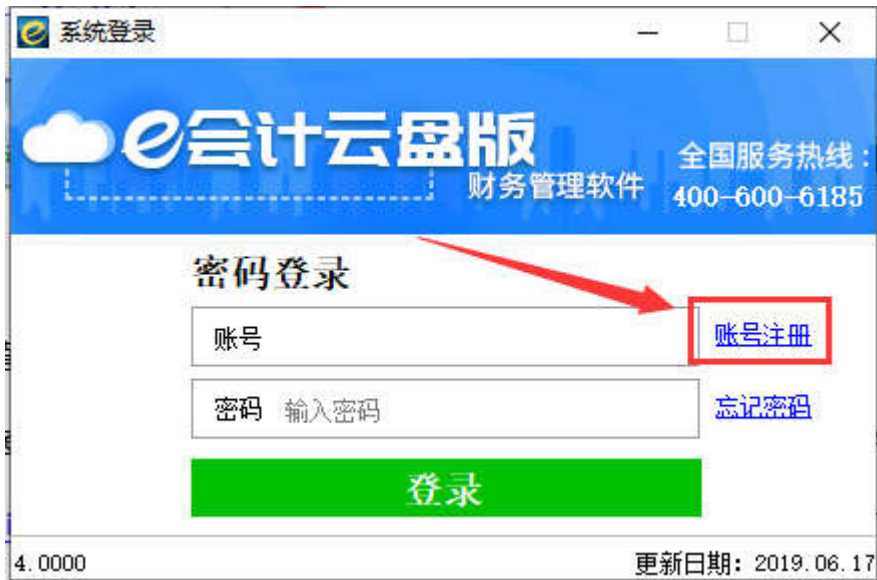 系统登录
e会计云盘版
财务管理软件
全国服务热线：
400-600-6185
密码登录
账号
账号注册
密码 输入密码
忘记密码
登录
4.0000
更新日期：2019.06.17